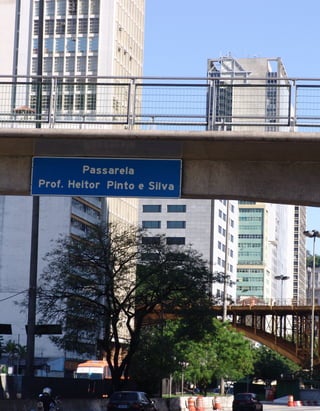 Passarela
Prof. Heitor Pinto e Silva